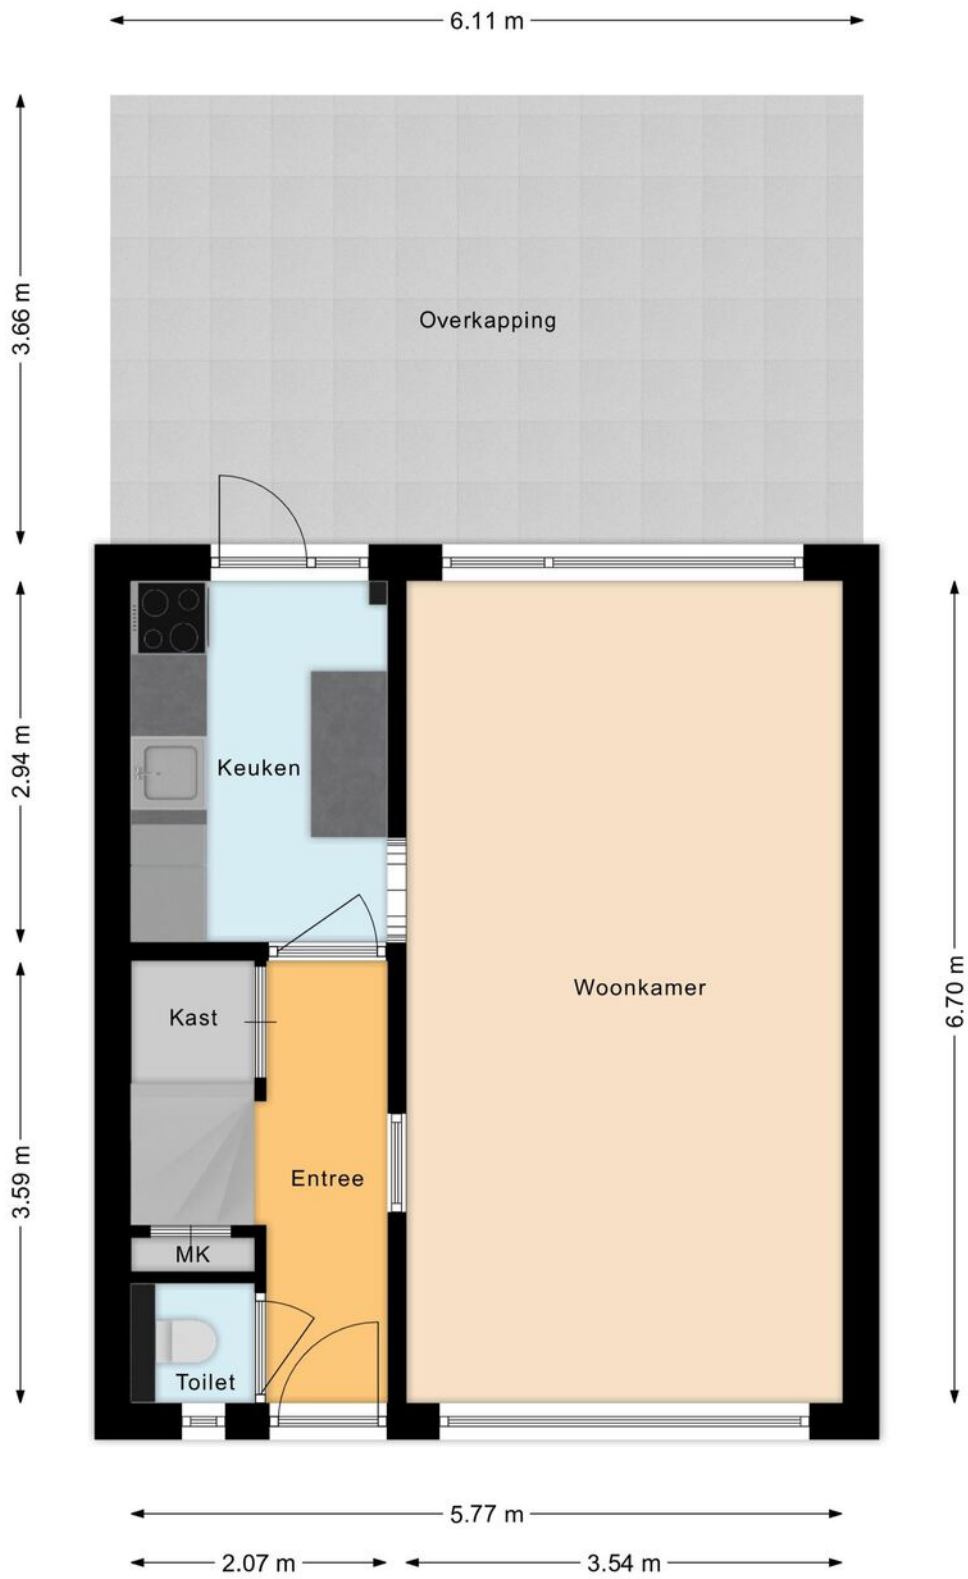 6.11 m
3.66 m
Overkapping
2.94 m
Keuken
Woonkamer
6.70 m
Kast
3.59 m
Entree
MK
Toilet
5.77 m
2.07 m
3.54 m